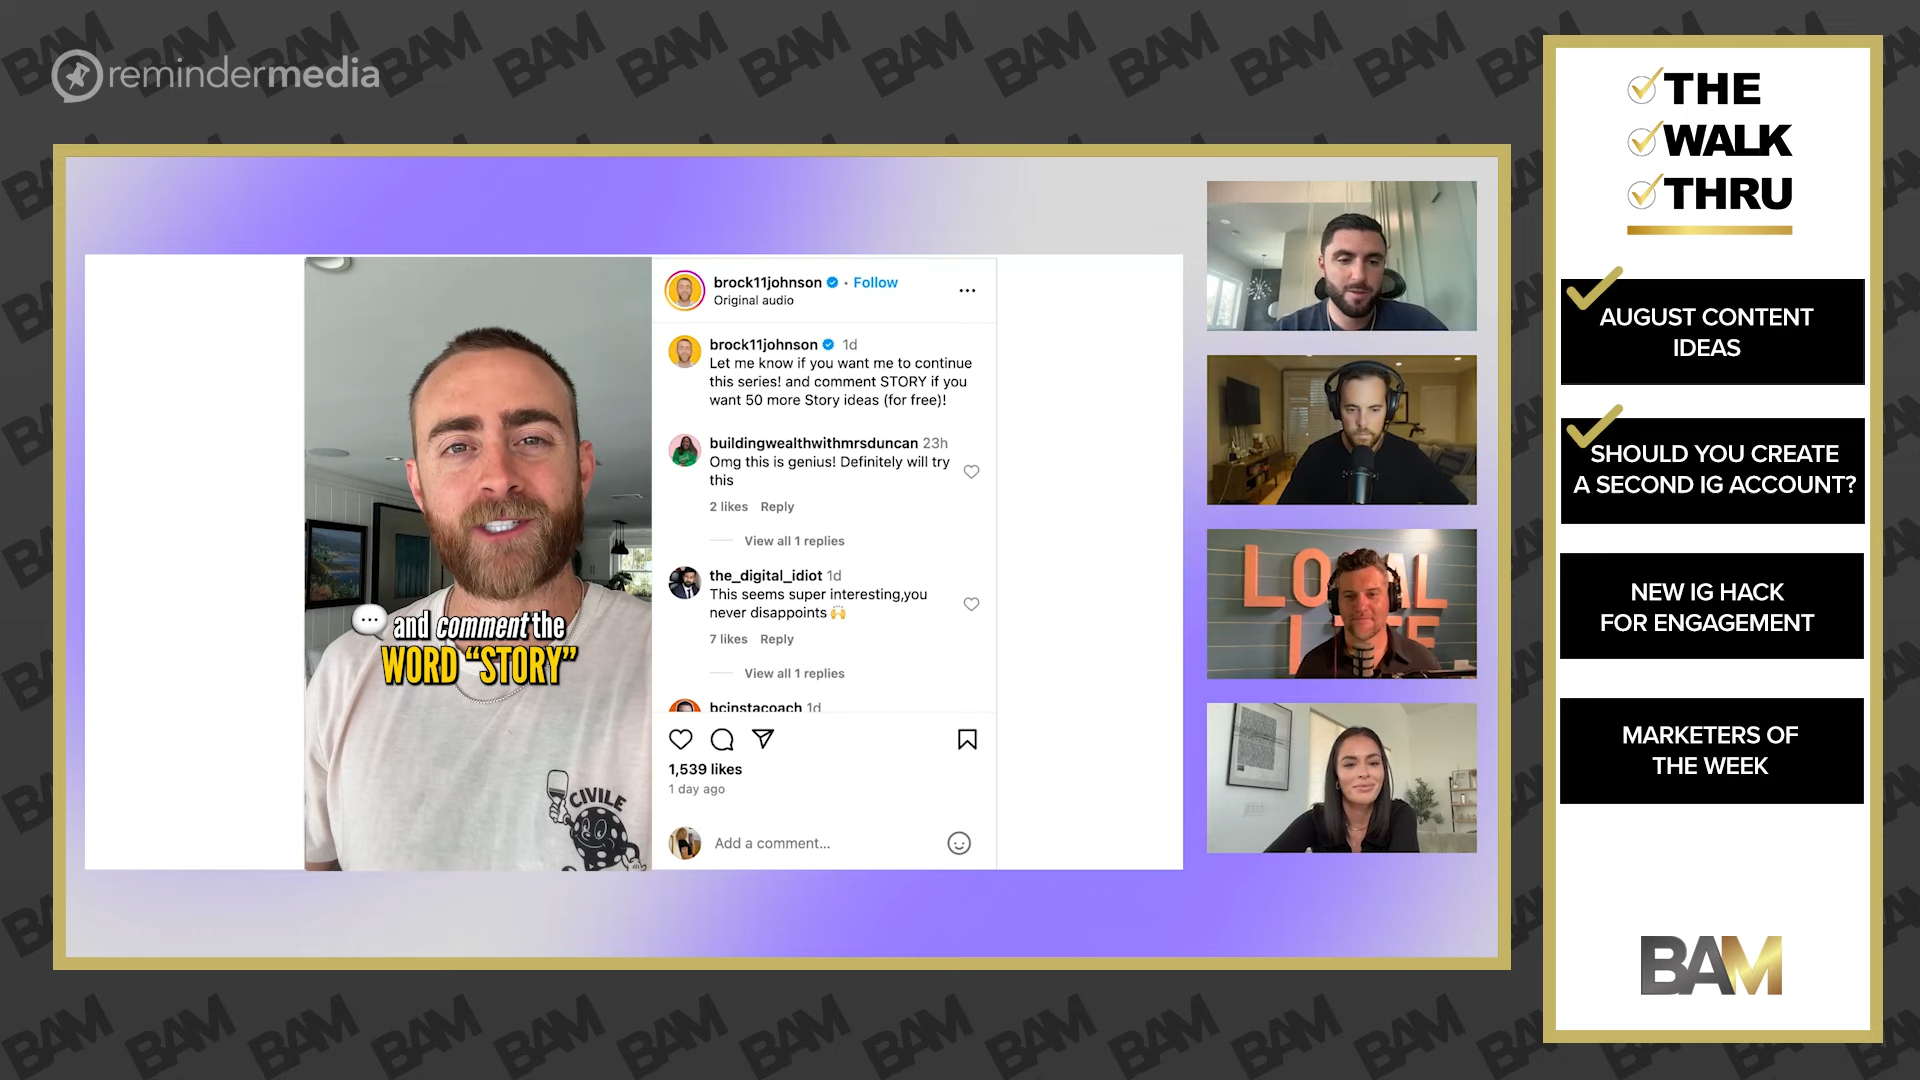 remindermedia
brock11johnson • Follow
Original audio
brock11johnson 1d
Let me know if you want me to continue
this series! and comment STORY if you
want 50 more Story ideas (for free)!
buildingwealthwithmrsduncan 23h
Omg this is genius! Definitely will try
this
2 likes Reply
View all 1 replies
the_digital_idiot 1d
This seems super interesting,you
never disappoints 🙌
7 likes Reply
View all 1 replies
bcinstacoach 1d
1,539 likes
1 day ago
Add a comment...
and comment the
WORD “STORY”
CIVILE
LOCAL
LIFE
THE
WALK
THRU
AUGUST CONTENT
IDEAS
SHOULD YOU CREATE
A SECOND IG ACCOUNT?
NEW IG HACK
FOR ENGAGEMENT
MARKETERS OF
THE WEEK
BAM